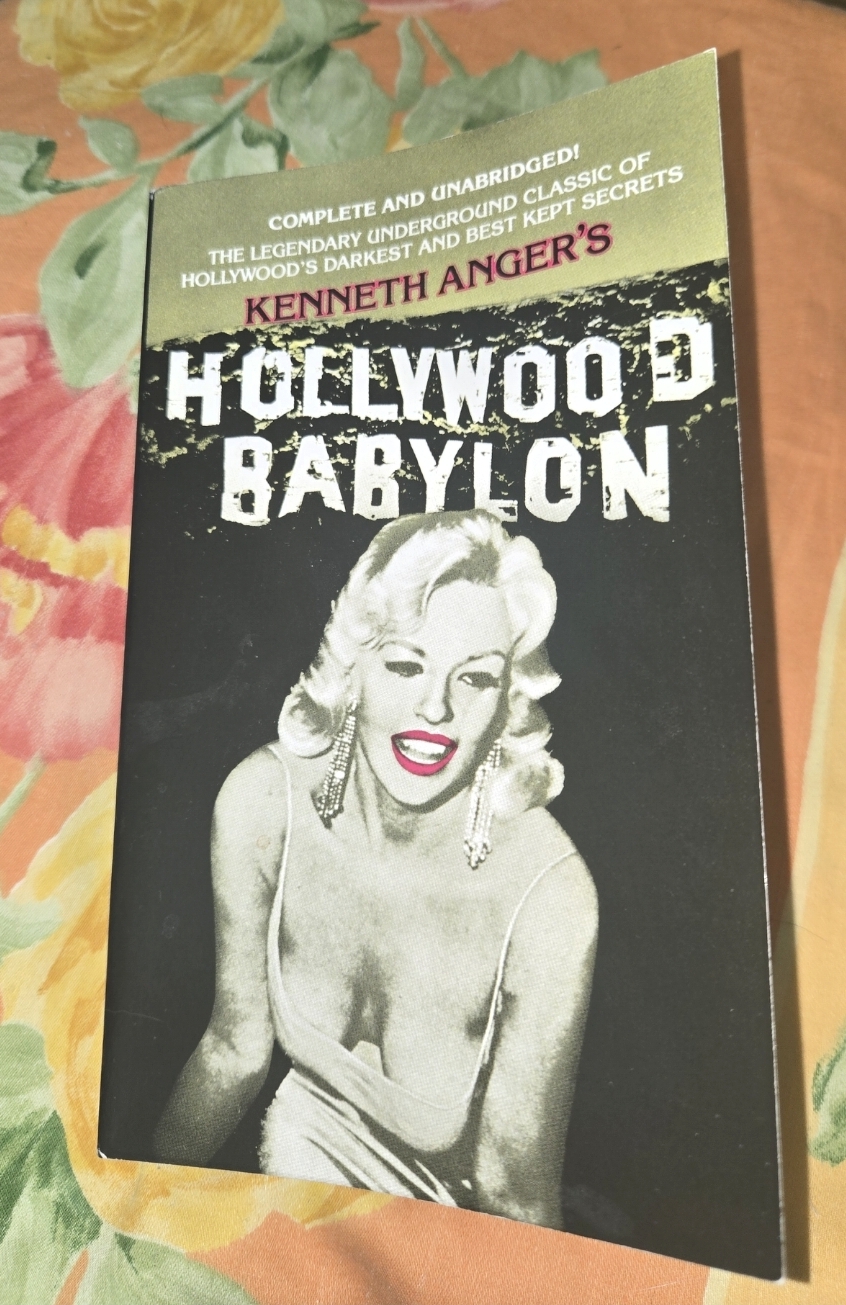 COMPLETE AND UNABRIDGED!
THE LEGENDARY UNDERGROUND CLASSIC OF
HOLLYWOOD'S DARKEST AND BEST KEPT SECRETS
KENNETH ANGER'S
HOLLYWOOD
BABYLON